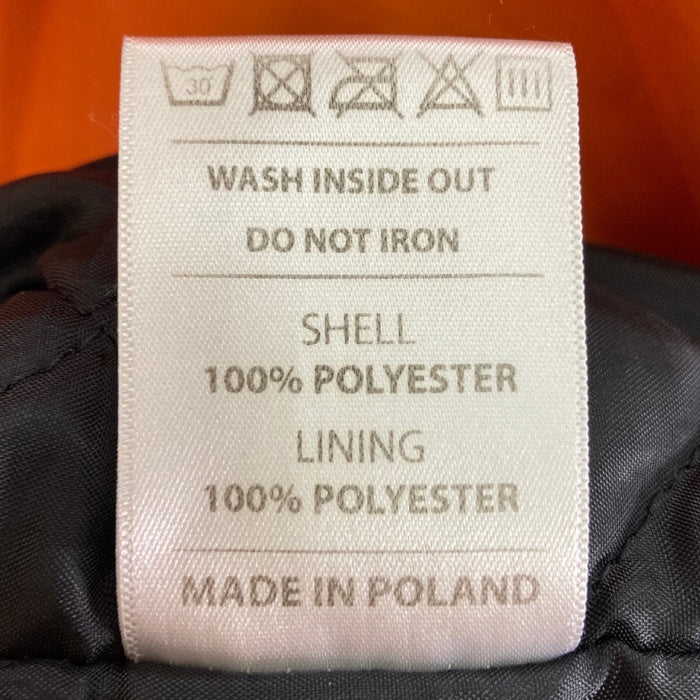 30
WASH INSIDE OUT
DO NOT IRON
SHELL
100% POLYESTER
LINING
100% POLYESTER
MADE IN POLAND